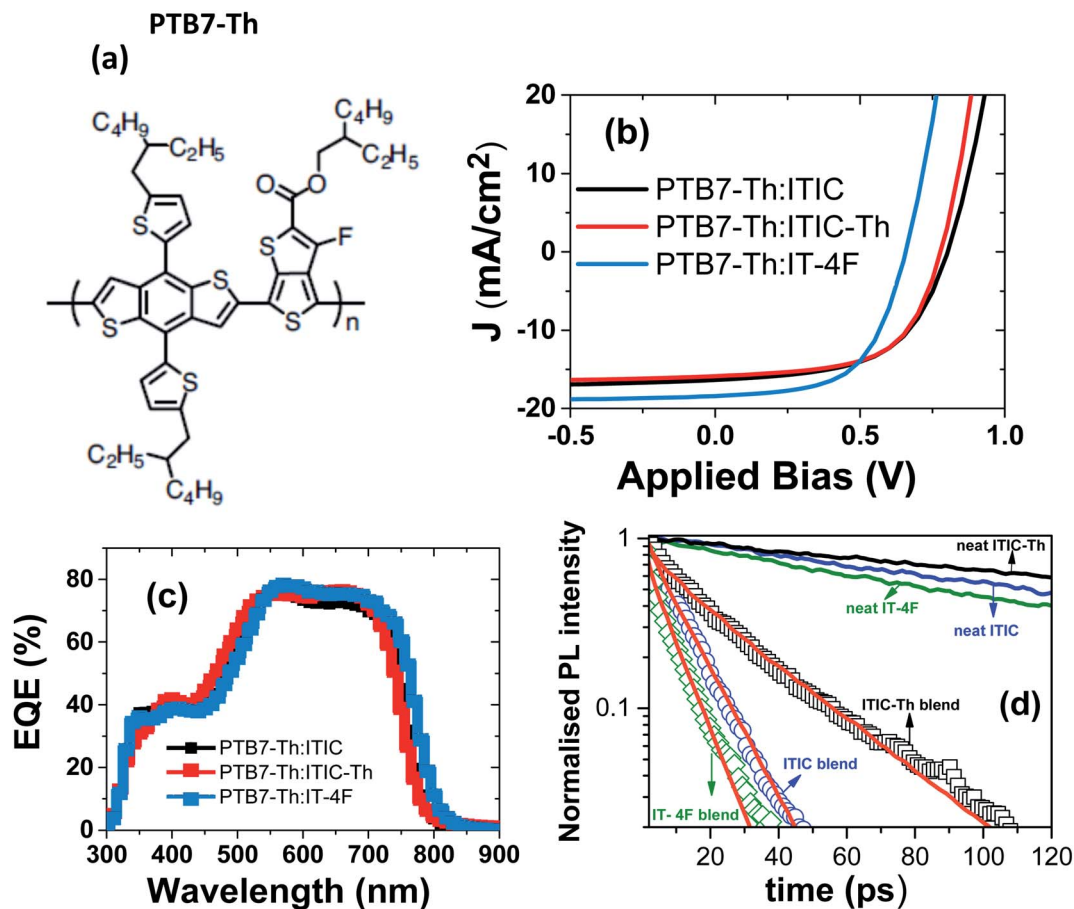 PTB7-Th
(a)
C4H9
C2H5
C4H9
C2H5
O
O
S
S
F
S
S
S
n
S
C2H5
C4H9
(b)
PTB7-Th:ITIC
PTB7-Th:ITIC-Th
PTB7-Th:IT-4F
J (mA/cm2)
20
10
0
-10
-20
-0.5
0.0
0.5
1.0
Applied Bias (V)
(c)
PTB7-Th:ITIC
PTB7-Th:ITIC-Th
PTB7-Th:IT-4F
EQE (%)
80
60
40
20
0
300
400
500
600
700
800
900
Wavelength (nm)
Normalised PL intensity
1
0.1
neat ITIC-Th
neat IT-4F
neat ITIC
(d)
ITIC-Th blend
ITIC blend
IT- 4F blend
20
40
60
80
100
120
time (ps)